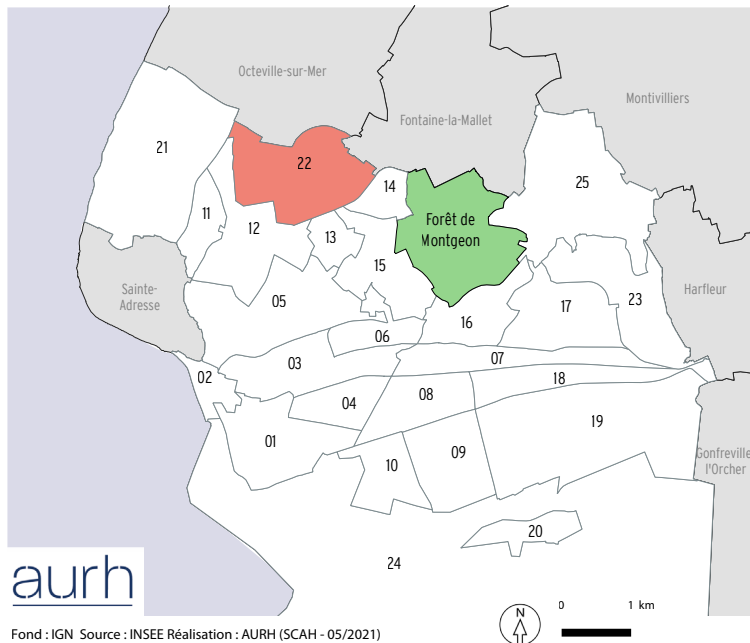 Octeville-sur-Mer
Montivilliers
Fontaine-la-Mallet
21
22
14
25
11
12
13
Forêt de
Montgeon
15
Sainte-
Adresse
05
17
23
Harfleur
16
06
03
07
02
18
04
08
19
01
09
10
Gonfreville
l'Orcher
20
24
aurh
N
0 1 km
Fond : IGN Source : INSEE Réalisation : AURH (SCAH - 05/2021)